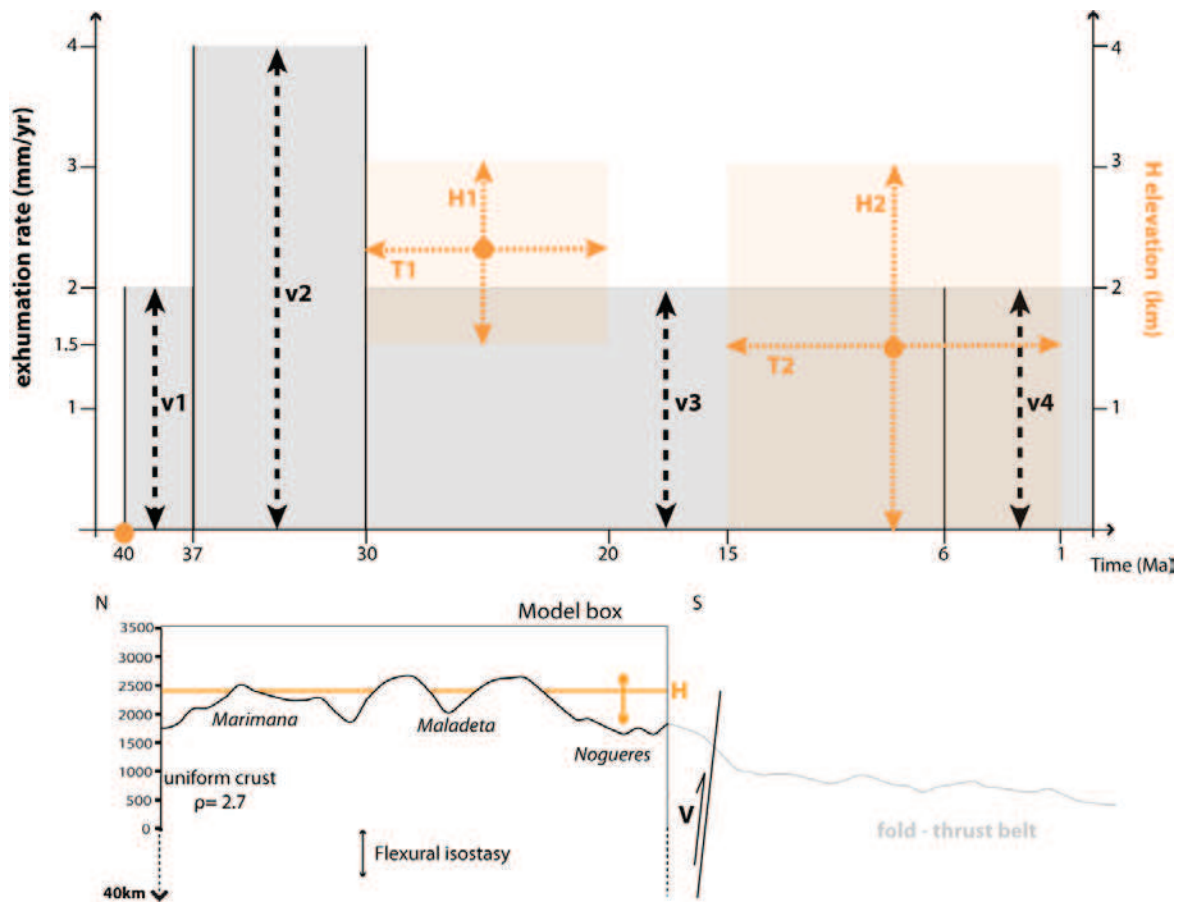 exhumation rate (mm/yr)
4
3
2
1.5
1
v1
v2
H1
T1
v3
H2
T2
v4
4
3
2
1
H elevation (km)
40
37
30
20
15
6
1
Time (Ma)
N
Model box
S
3500
3000
2500
2000
1500
1000
500
0
40km
H
Marimana
Maladeta
Nogueres
uniform crust
ρ= 2.7
Flexural isostasy
V
fold - thrust belt